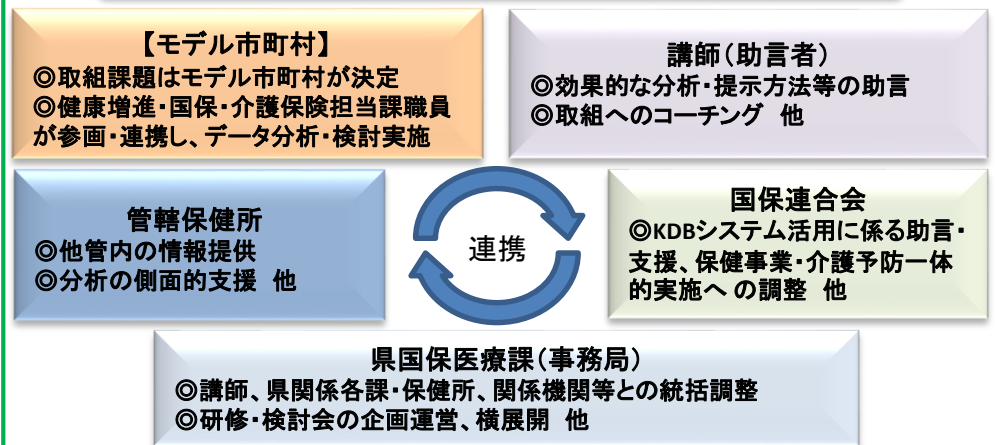 【モデル市町村】
◎取組課題はモデル市町村が決定
◎健康増進・国保・介護保険担当課職員
が参画・連携し、データ分析・検討実施
講師(助言者)
◎効果的な分析・提示方法等の助言
◎取組へのコーチング 他
管轄保健所
◎他管内の情報提供
◎分析の側面的支援 他
連携
国保連合会
◎KDBシステム活用に係る助言・
支援、保健事業・介護予防一体
的実施へ の調整 他
県国保医療課(事務局)
◎講師、県関係各課・保健所、関係機関等との統括調整
◎研修・検討会の企画運営、横展開 他